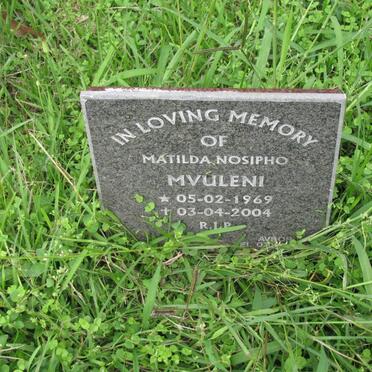 IN LOVING MEMORY
OF
MATILDA NOSIPHO
MVULENI
★ 05-02-1969
✝ 03-04-2004
R.I.P